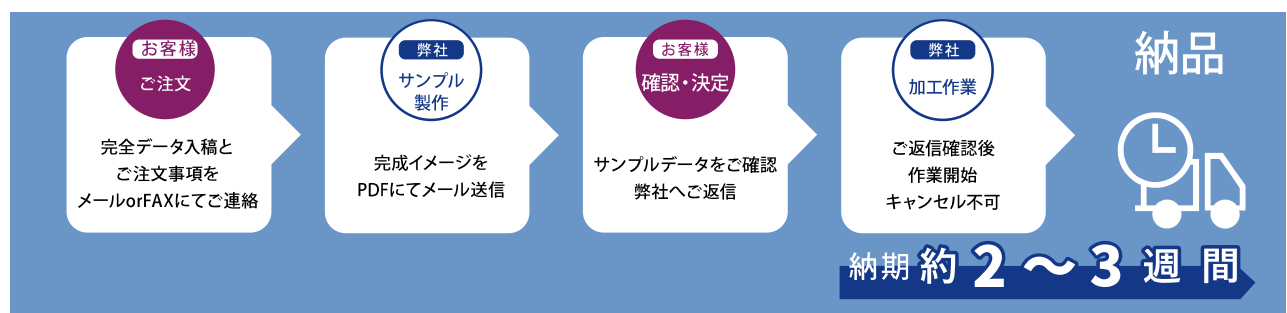 お客様
ご注文
完全データ入稿と
ご注文事項を
メールorFAXにてご連絡
弊社
サンプル
製作
完成イメージを
PDFにてメール送信
お客様
確認・決定
サンプルデータをご確認
弊社へご返信
弊社
加工作業
ご返信確認後
作業開始
キャンセル不可
納品
納期 約2〜3週間